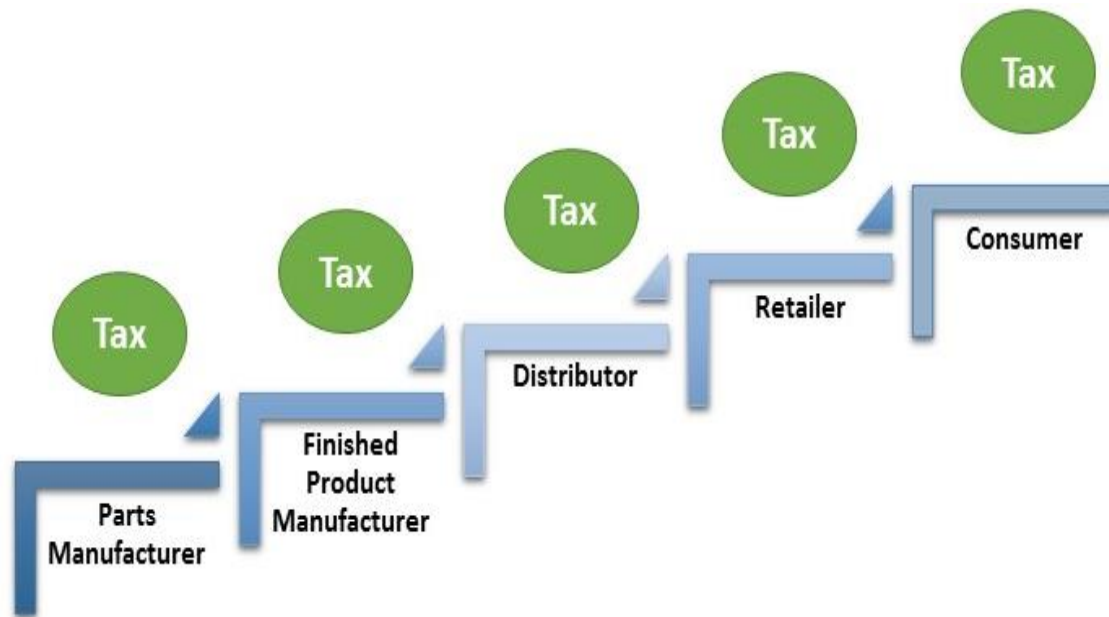 Tax
Parts
Manufacturer
Tax
Finished
Product
Manufacturer
Tax
Distributor
Tax
Retailer
Tax
Consumer